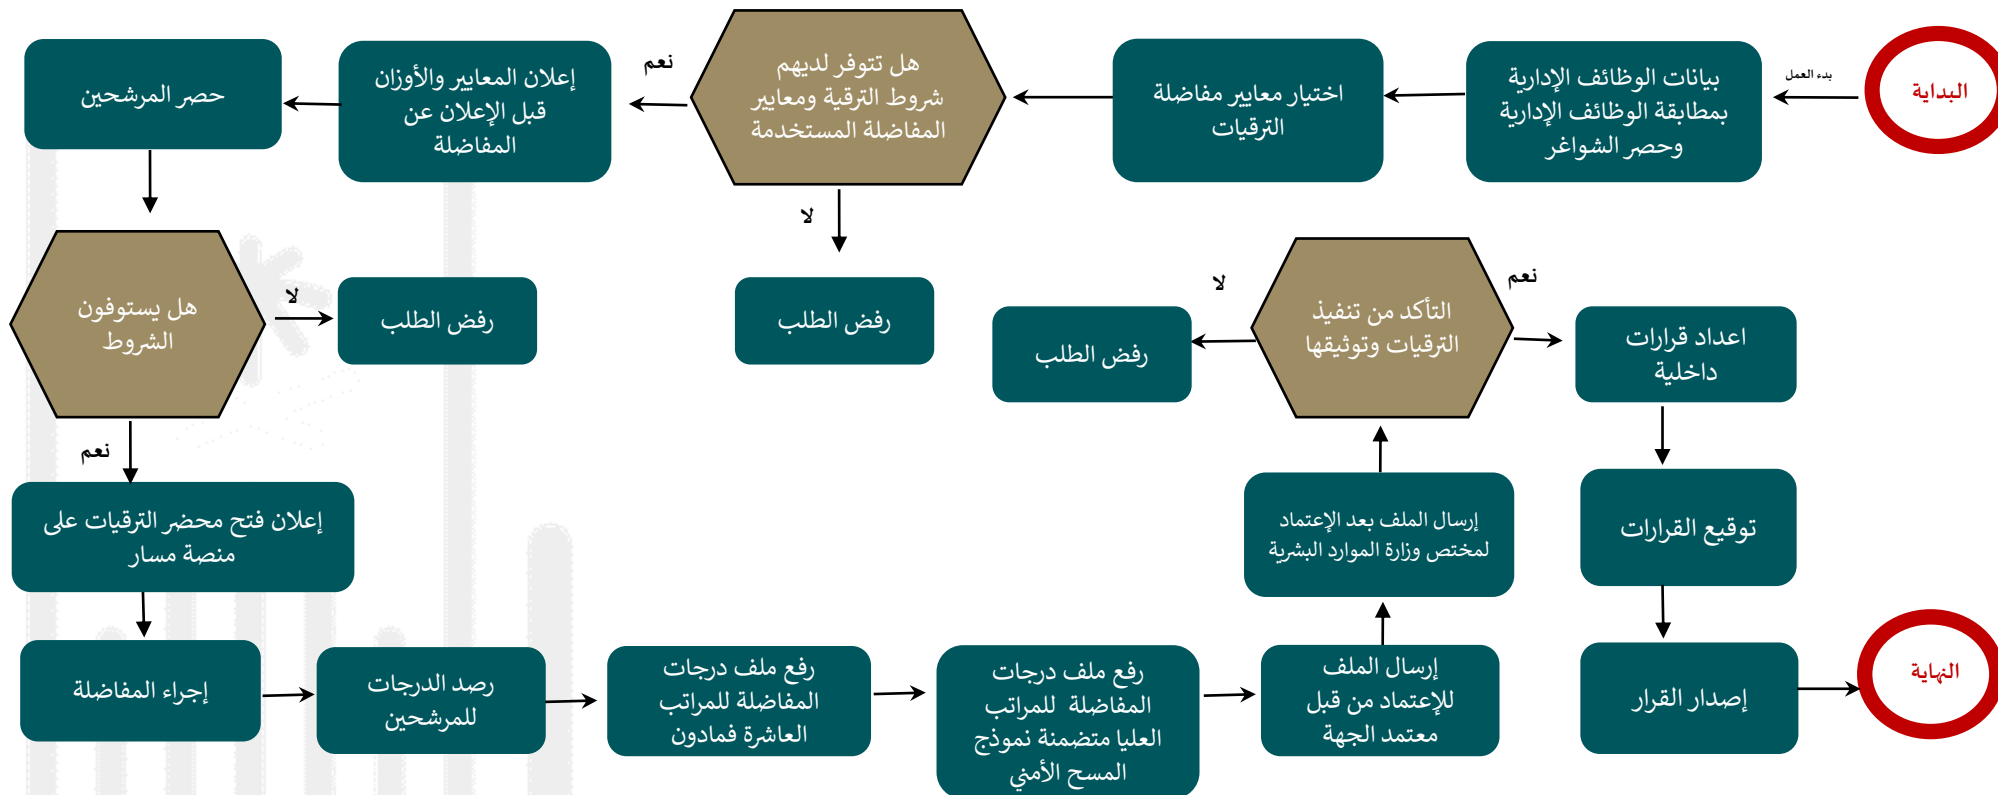 البداية
بدء العمل
بيانات الوظائف الإدارية
بمطابقة الوظائف الإدارية
وحصر الشواغر
اختيار معايير مفاضلة
الترقيات
هل تتوفر لديهم
شروط الترقية ومعايير
المفاضلة المستخدمة
نعم
لا
رفض الطلب
إعلان المعايير والأوزان
قبل الإعلان عن
المفاضلة
حصر المرشحين
هل يستوفون
الشروط
لا
رفض الطلب
نعم
إعلان فتح محضر الترقيات على
منصة مسار
إجراء المفاضلة
رصد الدرجات
للمرشحين
رفع ملف درجات
المفاضلة للمراتب
العاشرة فمادون
رفع ملف درجات
المفاضلة للمراتب
العليا متضمنة نموذج
المسح الأمني
إرسال الملف
للإعتماد من قبل
معتمد الجهة
إرسال الملف بعد الإعتماد
لمختص وزارة الموارد البشرية
التأكد من تنفيذ
الترقيات وتوثيقها
لا
رفض الطلب
نعم
اعداد قرارات
داخلية
توقيع القرارات
إصدار القرار
النهاية